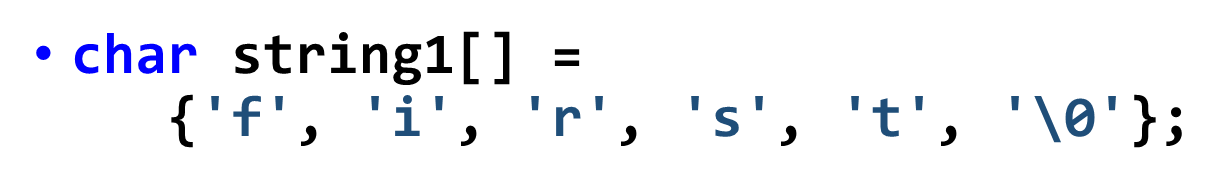 • char string1[] =
{'f', 'i', 'r', 's', 't', '\0'};